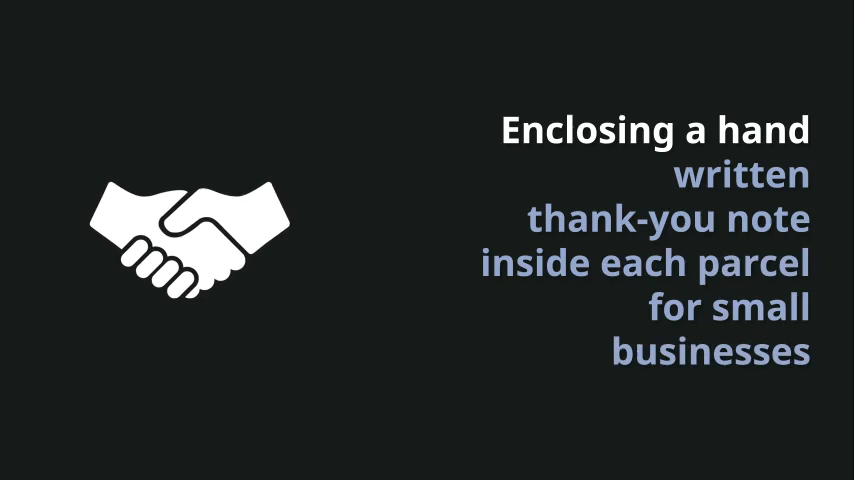 Enclosing a hand
written
thank-you note
inside each parcel
for small
businesses